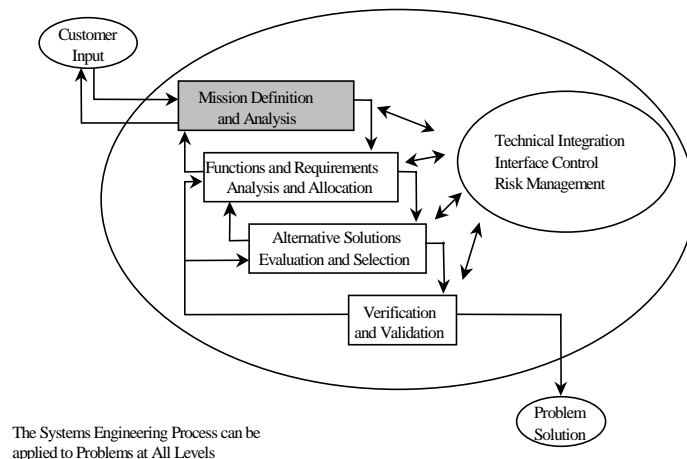 Customer
Input
Mission Definition
and Analysis
Technical Integration
Interface Control
Risk Management
Functions and Requirements
Analysis and Allocation
Alternative Solutions
Evaluation and Selection
Verification
and Validation
Problem
Solution
The Systems Engineering Process can be
applied to Problems at All Levels